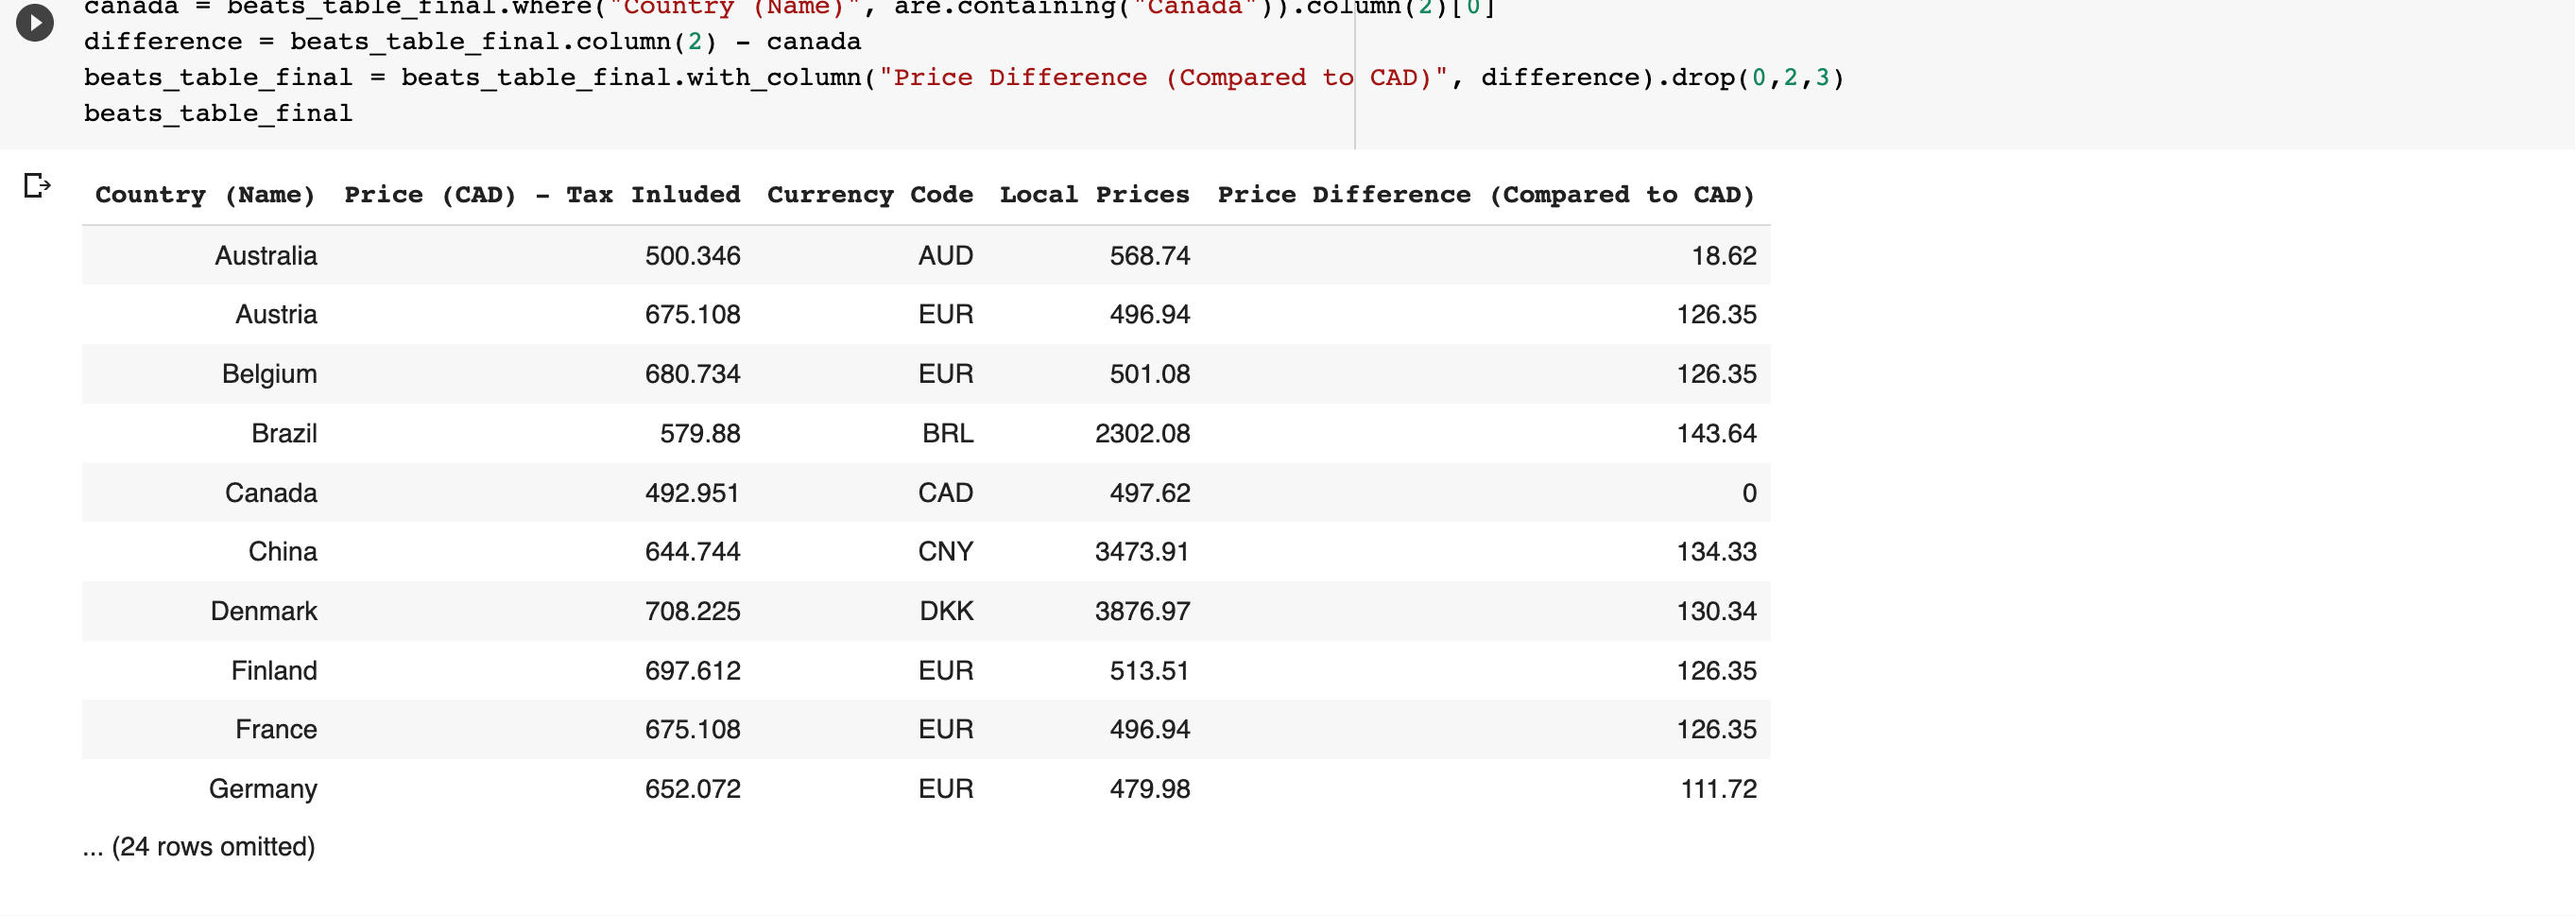 canada = beats_table_final.where("Country (Name)", are.containing("Canada")).column(2)[0]
difference = beats_table_final.column(2) - canada
beats_table_final = beats_table_final.with_column("Price Difference (Compared to CAD)", difference).drop(0,2,3)
beats_table_final
Country (Name) Price (CAD) - Tax Inluded Currency Code Local Prices Price Difference (Compared to CAD)
Australia 500.346 AUD 568.74 18.62
Austria 675.108 EUR 496.94 126.35
Belgium 680.734 EUR 501.08 126.35
Brazil 579.88 BRL 2302.08 143.64
Canada 492.951 CAD 497.62 0
China 644.744 CNY 3473.91 134.33
Denmark 708.225 DKK 3876.97 130.34
Finland 697.612 EUR 513.51 126.35
France 675.108 EUR 496.94 126.35
Germany 652.072 EUR 479.98 111.72
... (24 rows omitted)